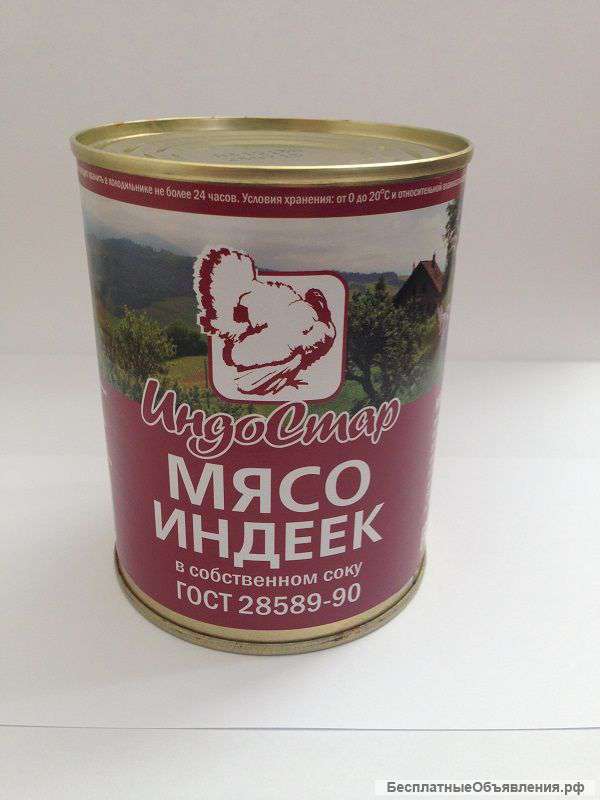 хранить в холодильнике не более 24 часов. Условия хранения: от 0 до 20°С и относительной
ИндоСтар
МЯСО
ИНДЕЕК
в собственном соку
ГОСТ 28589-90
БесплатныеОбъявления.рф